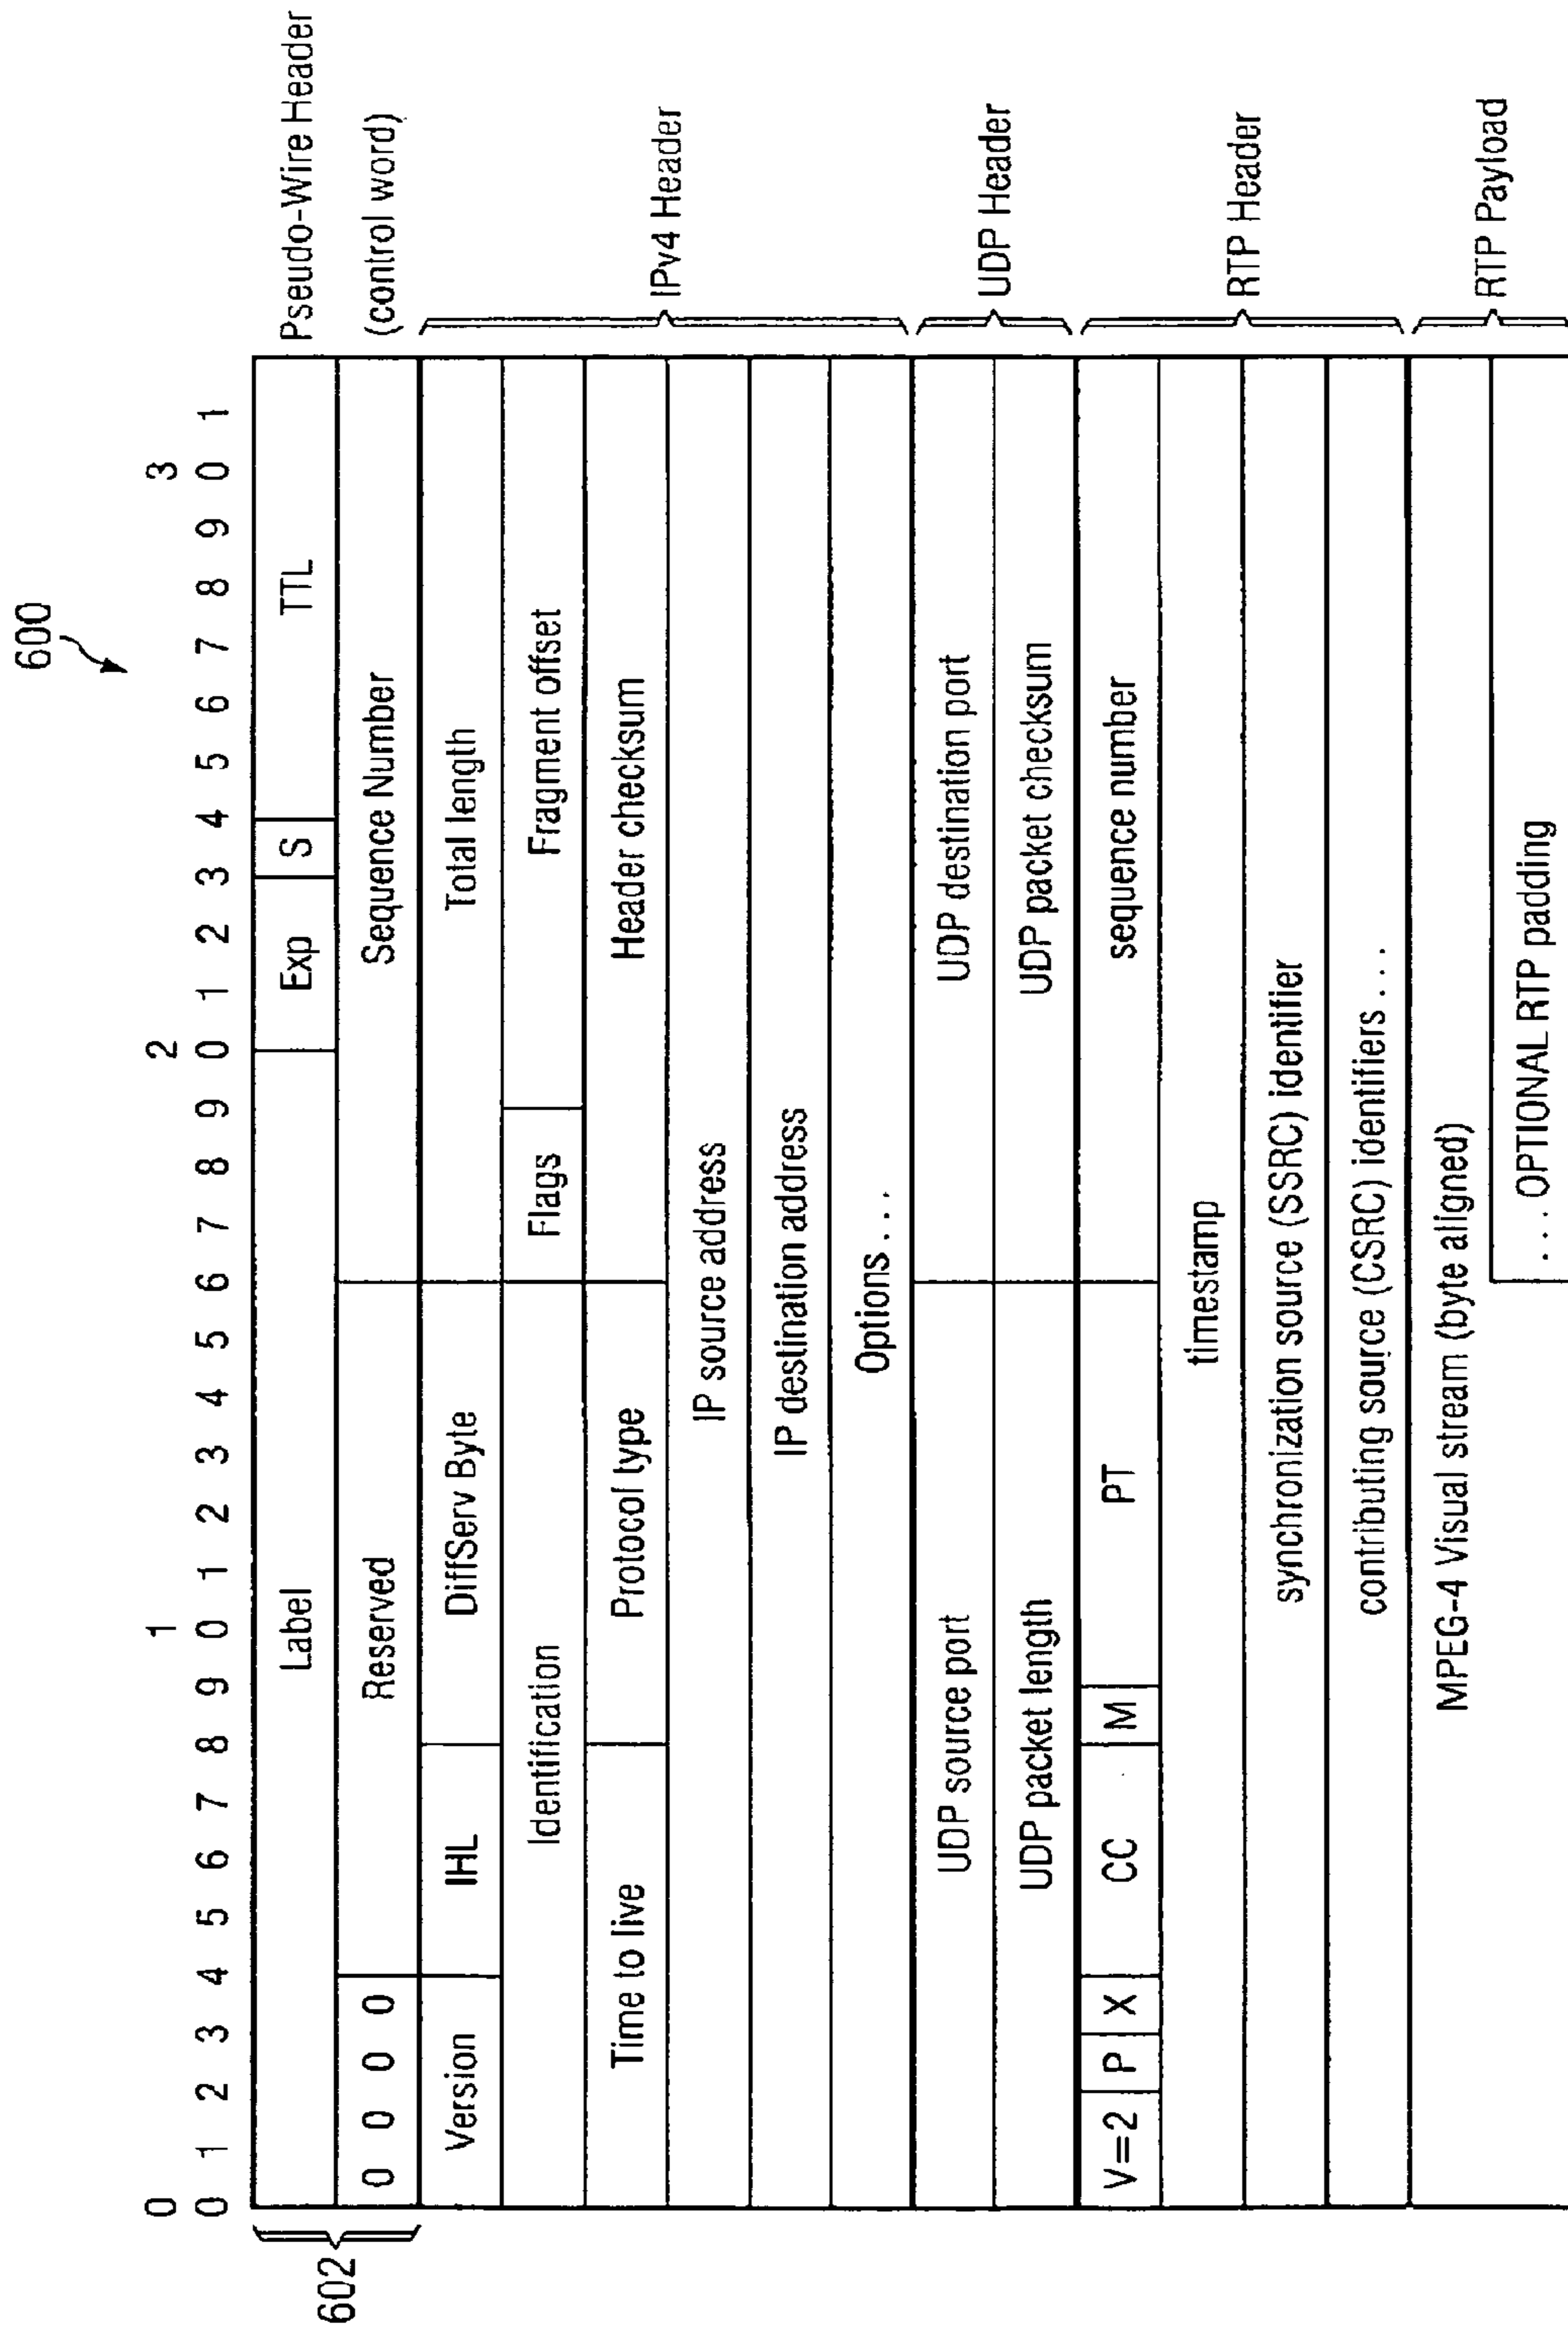 600
0 1 2 3
0 1 2 3 4 5 6 7 8 9 0 1 2 3 4 5 6 7 8 9 0 1 2 3 4 5 6 7 8 9 0 1
602
Label Exp S TTL Pseudo-Wire Header
0 0 0 0 Reserved Sequence Number (control word)
Version IHL DiffServ Byte Total length
Identification Flags Fragment offset
Time to live Protocol type Header checksum
IP source address IPv4 Header
IP destination address
Options...
UDP source port UDP destination port
UDP Header
UDP packet length UDP packet checksum
V=2 P X CC M PT sequence number
timestamp
RTP Header
synchronization source (SSRC) identifier
contributing source (CSRC) identifiers...
MPEG-4 Visual stream (byte aligned)
RTP Payload
...OPTIONAL RTP padding